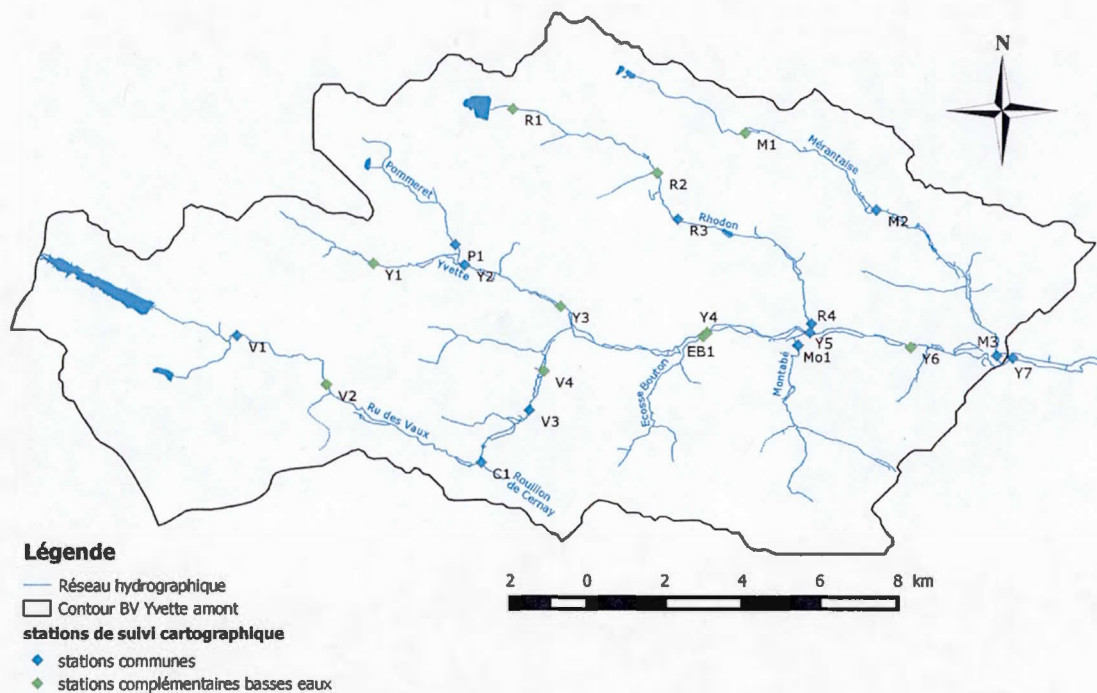 N
R1
M1
Mérantaise
Pommeret
R2
M2
Rhodon
R3
P1
Yvette
Y2
Y1
Y3
R4
Y4
Y5
M3
V1
EB1
Mo1
Y6
Y7
V4
Ecosse Bouton
Montabé
V2
V3
Ru des Vaux
C1
Rouillon
de Cernay
Légende
Réseau hydrographique
Contour BV Yvette amont
stations de suivi cartographique
stations communes
stations complémentaires basses eaux
2 0 2 4 6 8 km